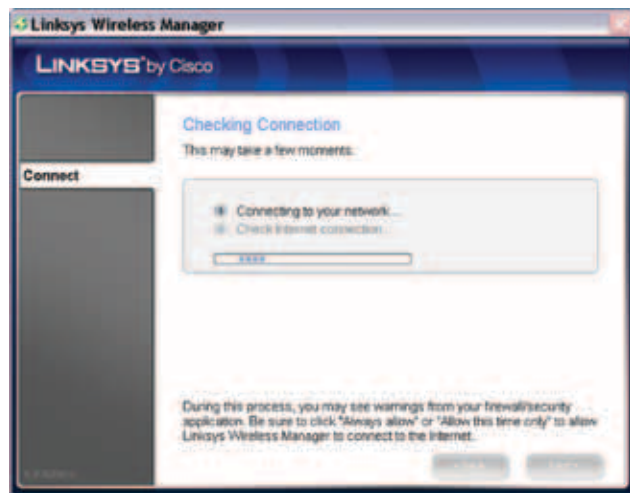 Linksys Wireless Manager
LINKSYS® by Cisco
Checking Connection
This may take a few moments.
Connect
Connecting to your network...
Check Internet connection...
During this process, you may see warnings from your firewall/security
application. Be sure to click "Always allow" or "Allow this time only" to allow
Linksys Wireless Manager to connect to the Internet.